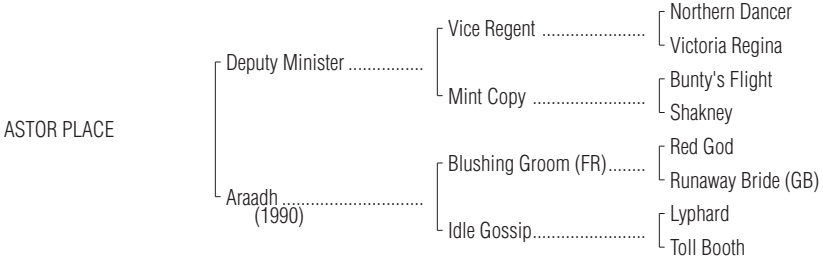 Northern Dancer
Vice Regent .......................
Victoria Regina
Deputy Minister ................
Bunty's Flight
Mint Copy ........................
Shakney
ASTOR PLACE
Red God
Blushing Groom (FR)........
Runaway Bride (GB)
Araadh ..............................
(1990)
Lyphard
Idle Gossip........................
Toll Booth